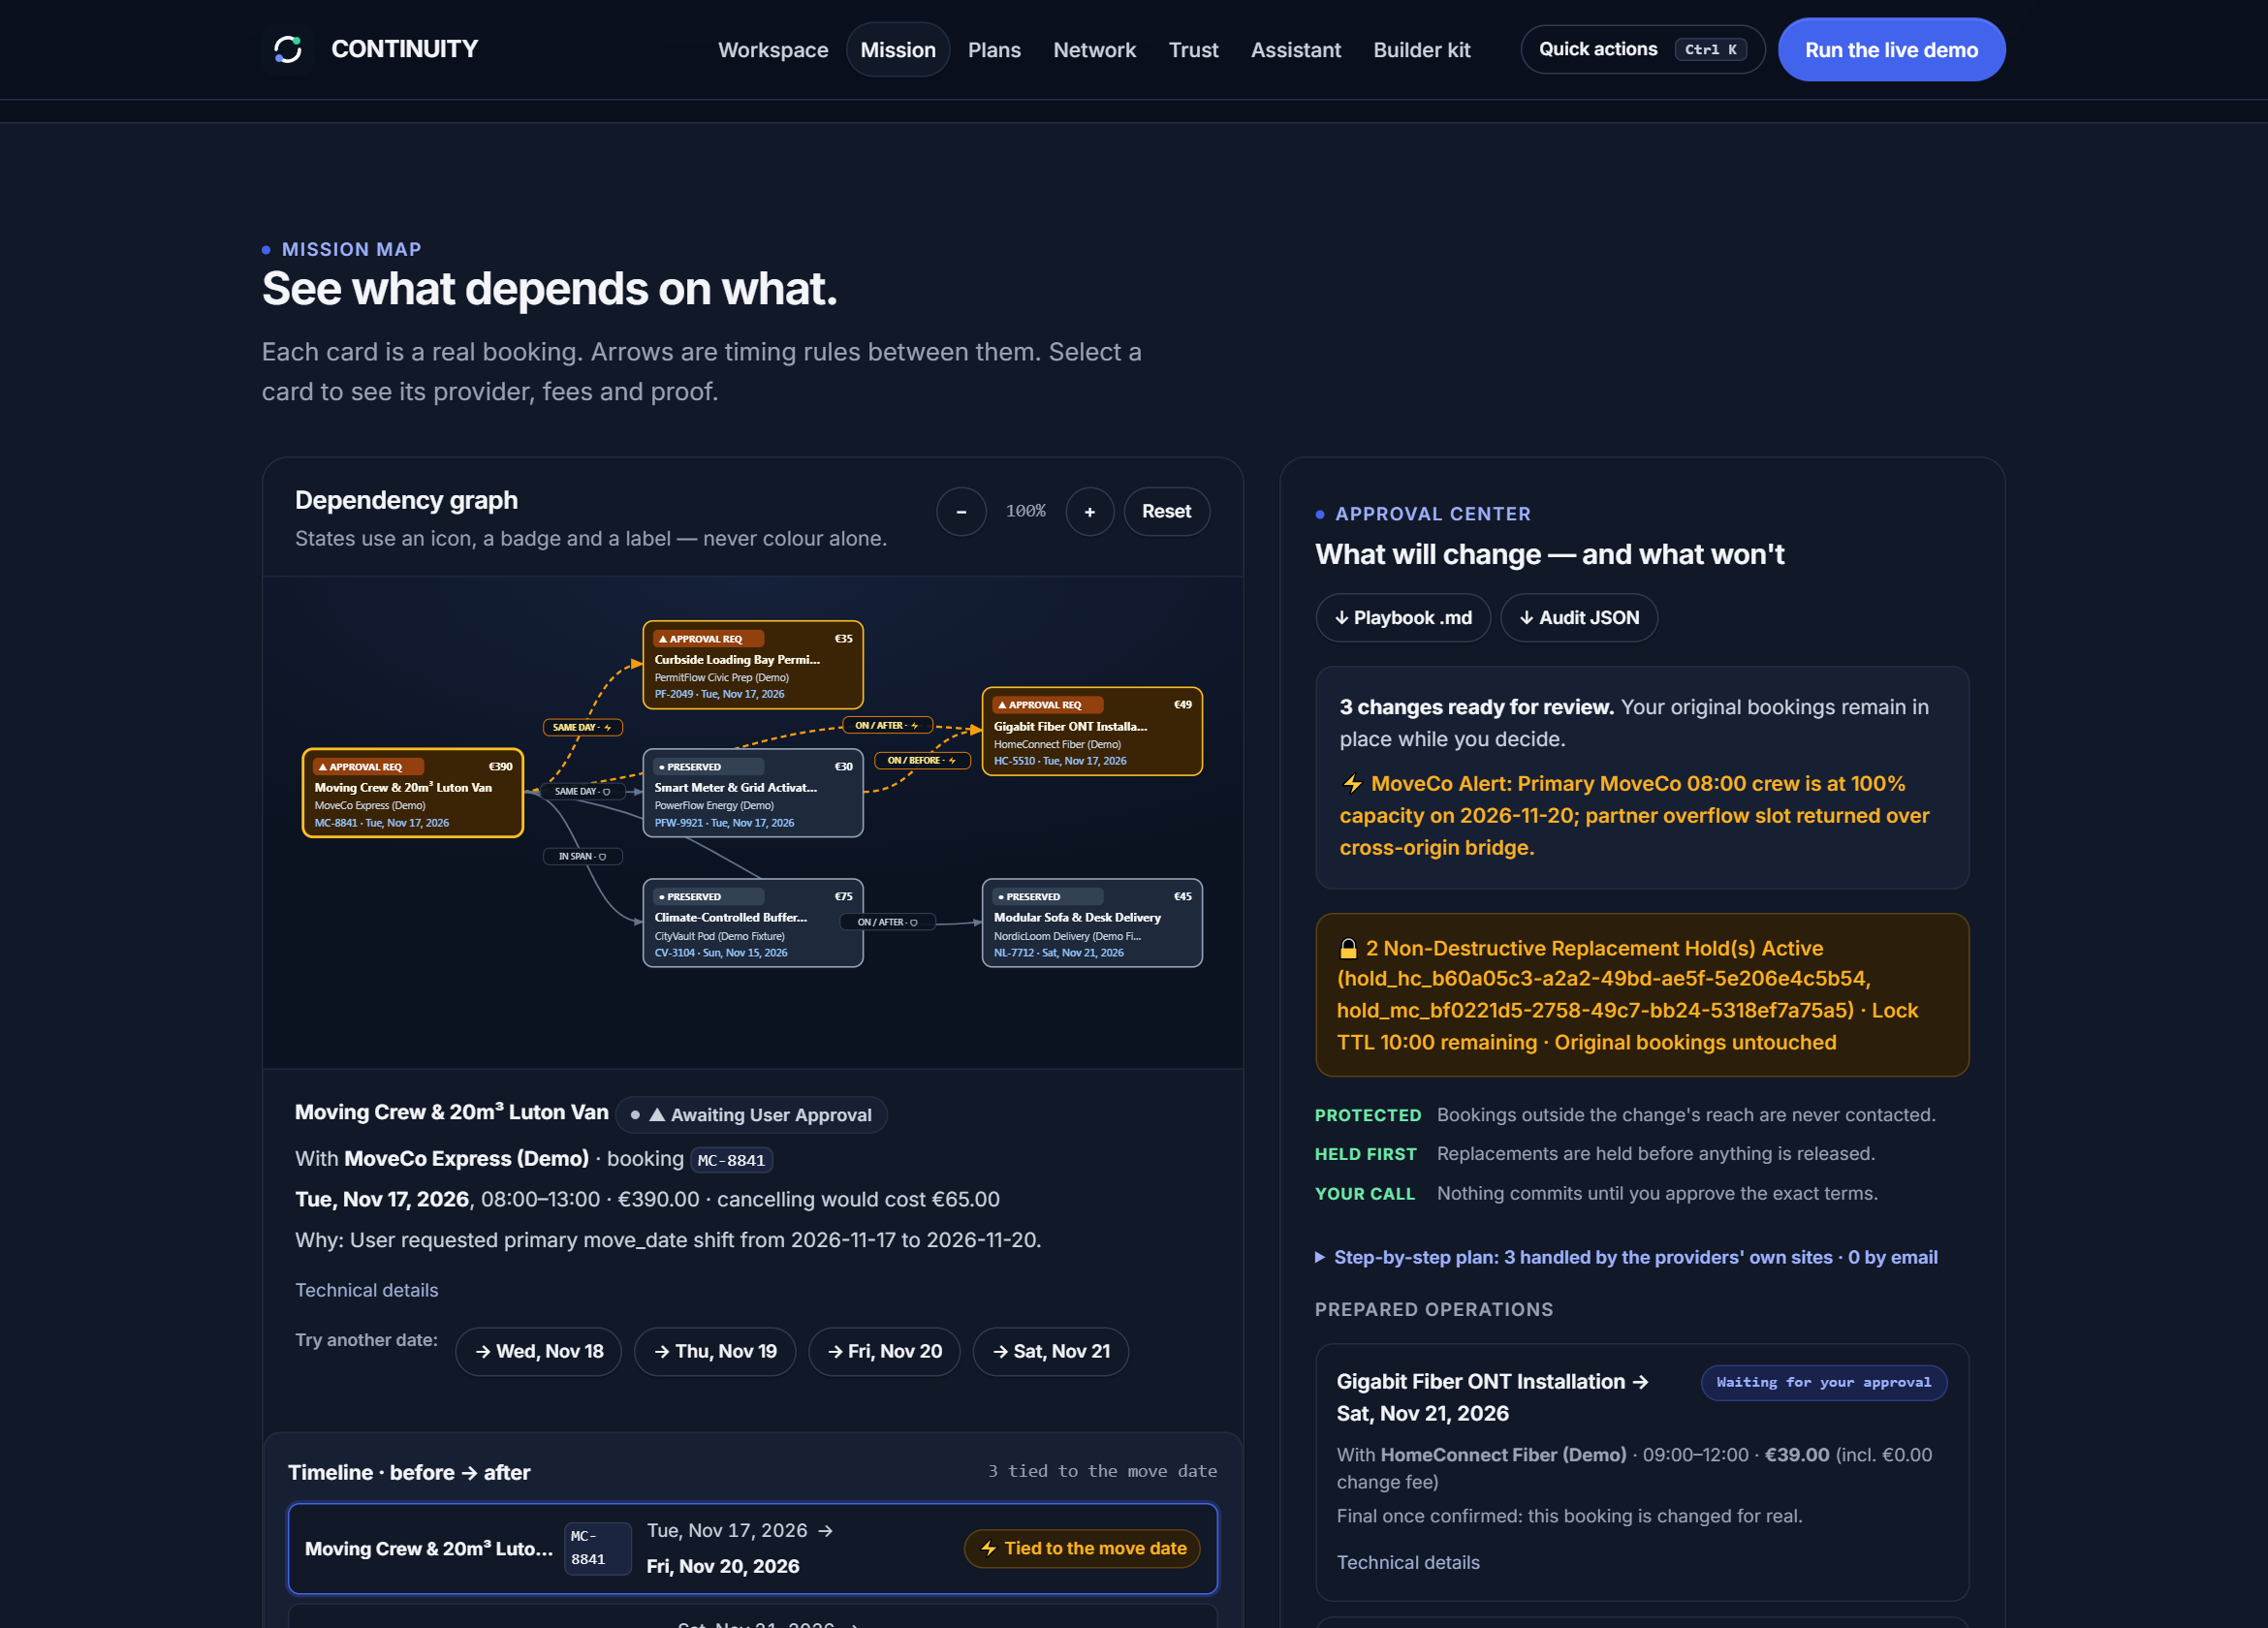 CONTINUITY
Workspace
Mission
Plans
Network
Trust
Assistant
Builder kit
Quick actions Ctrl K
Run the live demo
MISSION MAP
See what depends on what.
Each card is a real booking. Arrows are timing rules between them. Select a
card to see its provider, fees and proof.
Dependency graph
States use an icon, a badge and a label — never colour alone.
−
100%
+
Reset
▲ APPROVAL REQ €35
Curbside Loading Bay Permi...
PermitFlow Civic Prep (Demo)
PF-2049 · Tue, Nov 17, 2026
▲ APPROVAL REQ €49
Gigabit Fiber ONT Installa...
HomeConnect Fiber (Demo)
HC-5510 · Tue, Nov 17, 2026
SAME DAY · ⚡
ON / AFTER · ⚡
ON / BEFORE · ⚡
▲ APPROVAL REQ €390
Moving Crew & 20m³ Luton Van
MoveCo Express (Demo)
MC-8841 · Tue, Nov 17, 2026
SAME DAY ·
● PRESERVED €30
Smart Meter & Grid Activat...
PowerFlow Energy (Demo)
PFW-9921 · Tue, Nov 17, 2026
IN SPAN ·
● PRESERVED €75
Climate-Controlled Buffer...
CityVault Pod (Demo Fixture)
CV-3104 · Sun, Nov 15, 2026
ON / AFTER ·
● PRESERVED €45
Modular Sofa & Desk Delivery
NordicLoom Delivery (Demo Fi...
NL-7712 · Sat, Nov 21, 2026
Moving Crew & 20m³ Luton Van ● ▲ Awaiting User Approval
With MoveCo Express (Demo) · booking MC-8841
Tue, Nov 17, 2026, 08:00–13:00 · €390.00 · cancelling would cost €65.00
Why: User requested primary move_date shift from 2026-11-17 to 2026-11-20.
Technical details
Try another date: → Wed, Nov 18 → Thu, Nov 19 → Fri, Nov 20 → Sat, Nov 21
Timeline · before → after 3 tied to the move date
Moving Crew & 20m³ Luto... MC-8841 Tue, Nov 17, 2026 →
Fri, Nov 20, 2026
⚡ Tied to the move date
Sat, Nov 21, 2026 →
APPROVAL CENTER
What will change — and what won't
↓ Playbook .md
↓ Audit JSON
3 changes ready for review. Your original bookings remain in
place while you decide.
⚡ MoveCo Alert: Primary MoveCo 08:00 crew is at 100%
capacity on 2026-11-20; partner overflow slot returned over
cross-origin bridge.
🔒 2 Non-Destructive Replacement Hold(s) Active
(hold_hc_b60a05c3-a2a2-49bd-ae5f-5e206e4c5b54,
hold_mc_bf0221d5-2758-49c7-bb24-5318ef7a75a5) · Lock
TTL 10:00 remaining · Original bookings untouched
PROTECTED Bookings outside the change's reach are never contacted.
HELD FIRST Replacements are held before anything is released.
YOUR CALL Nothing commits until you approve the exact terms.
▶ Step-by-step plan: 3 handled by the providers' own sites · 0 by email
PREPARED OPERATIONS
Gigabit Fiber ONT Installation →
Sat, Nov 21, 2026
Waiting for your approval
With HomeConnect Fiber (Demo) · 09:00–12:00 · €39.00 (incl. €0.00
change fee)
Final once confirmed: this booking is changed for real.
Technical details